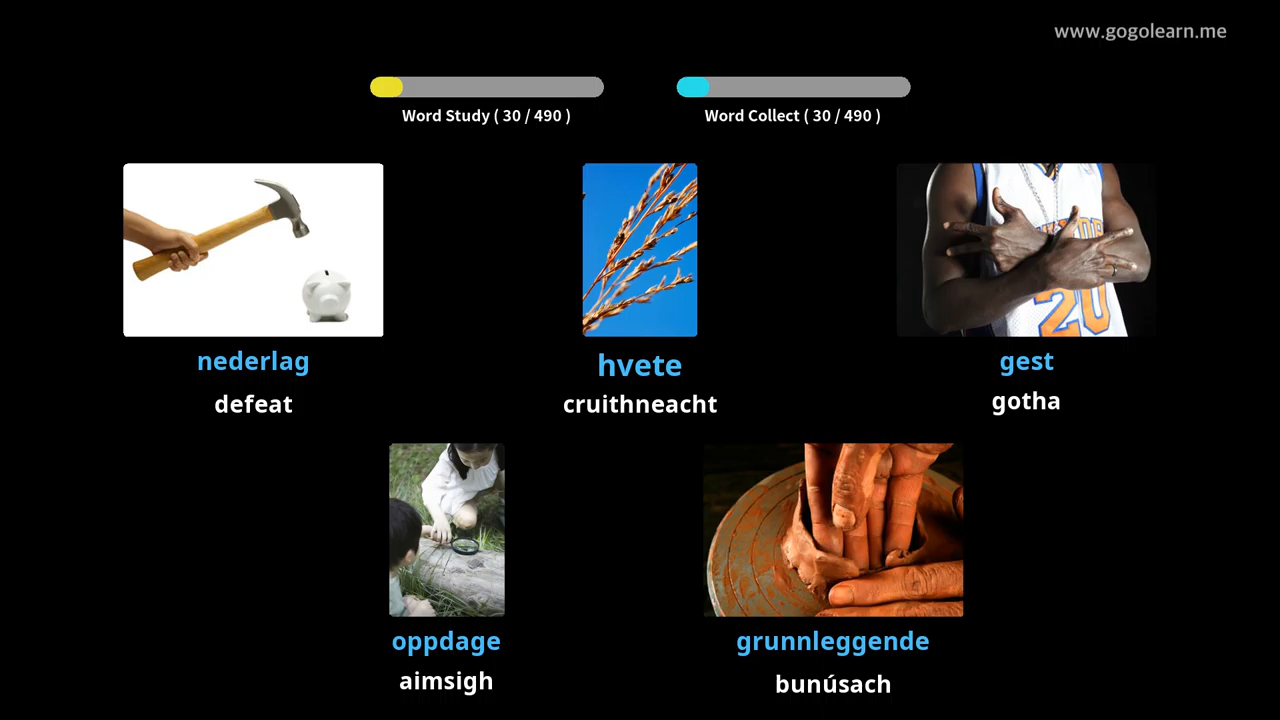 www.gogolearn.me
Word Study ( 30 / 490 )
Word Collect ( 30 / 490 )
nederlag
defeat
hvete
cruithneacht
gest
gotha
20
oppdage
aimsigh
grunnleggende
bunúsach